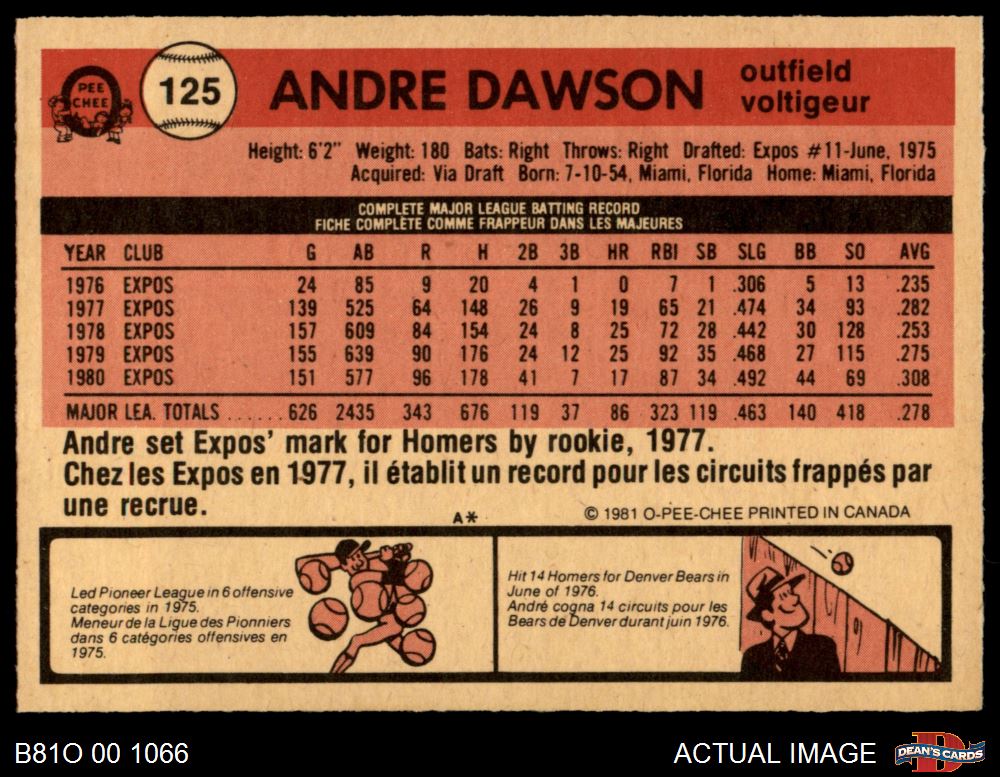 PEE
CHEE
125
ANDRE DAWSON
outfield
voltigeur
Height: 6'2" Weight: 180 Bats: Right Throws: Right Drafted: Expos #11-June, 1975
Acquired: Via Draft Born: 7-10-54, Miami, Florida Home: Miami, Florida
COMPLETE MAJOR LEAGUE BATTING RECORD
FICHE COMPLÈTE COMME FRAPPEUR DANS LES MAJEURES
YEAR CLUB G AB R H 2B 3B HR RBI SB SLG BB SO AVG
1976 EXPOS 24 85 9 20 4 1 0 7 1 .306 5 13 .235
1977 EXPOS 139 525 64 148 26 9 19 65 21 .474 34 93 .282
1978 EXPOS 157 609 84 154 24 8 25 72 28 .442 30 128 .253
1979 EXPOS 155 639 90 176 24 12 25 92 35 .468 27 115 .275
1980 EXPOS 151 577 96 178 41 7 17 87 34 .492 44 69 .308
MAJOR LEA. TOTALS ...... 626 2435 343 676 119 37 86 323 119 .463 140 418 .278
Andre set Expos' mark for Homers by rookie, 1977.
Chez les Expos en 1977, il établit un record pour les circuits frappés par
une recrue.
A* © 1981 O-PEE-CHEE PRINTED IN CANADA
Led Pioneer League in 6 offensive
categories in 1975.
Meneur de la Ligue des Pionniers
dans 6 catégories offensives en
1975.
Hit 14 Homers for Denver Bears in
June of 1976.
André cogna 14 circuits pour les
Bears de Denver durant juin 1976.
B81O 00 1066
ACTUAL IMAGE
D
DEAN'S CARDS